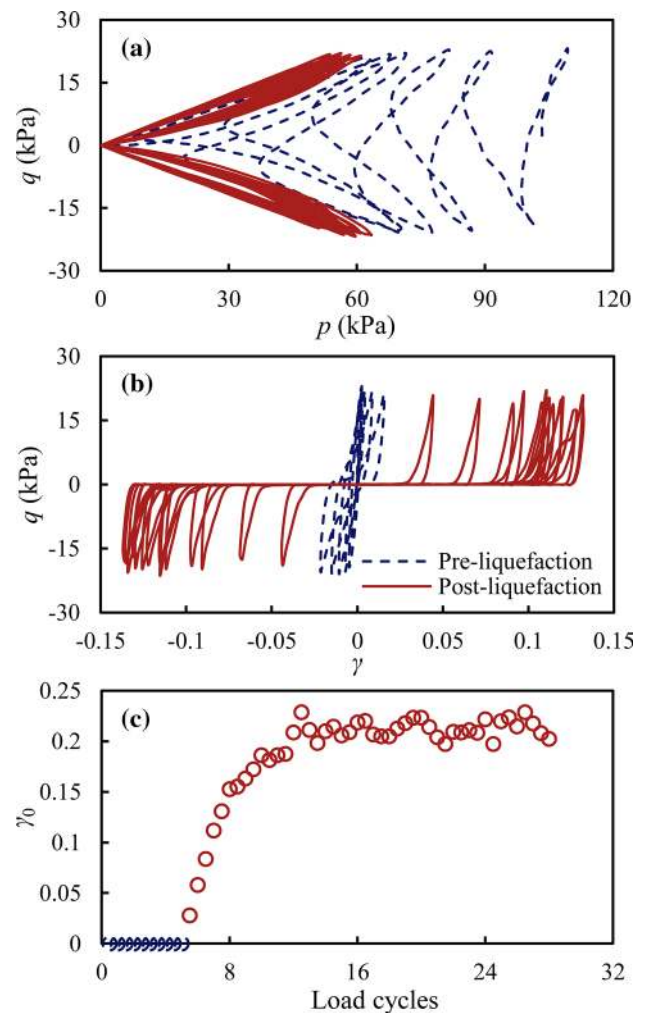 30
(a)
15
q (kPa)
0
-15
-30
0 30 60 90 120
p (kPa)
30
(b)
15
q (kPa)
0
-15
Pre-liquefaction
Post-liquefaction
-30
-0.15 -0.1 -0.05 0 0.05 0.1 0.15
γ
0.25
(c)
0.2
0.15
γ0
0.1
0.05
0
0 8 16 24 32
Load cycles